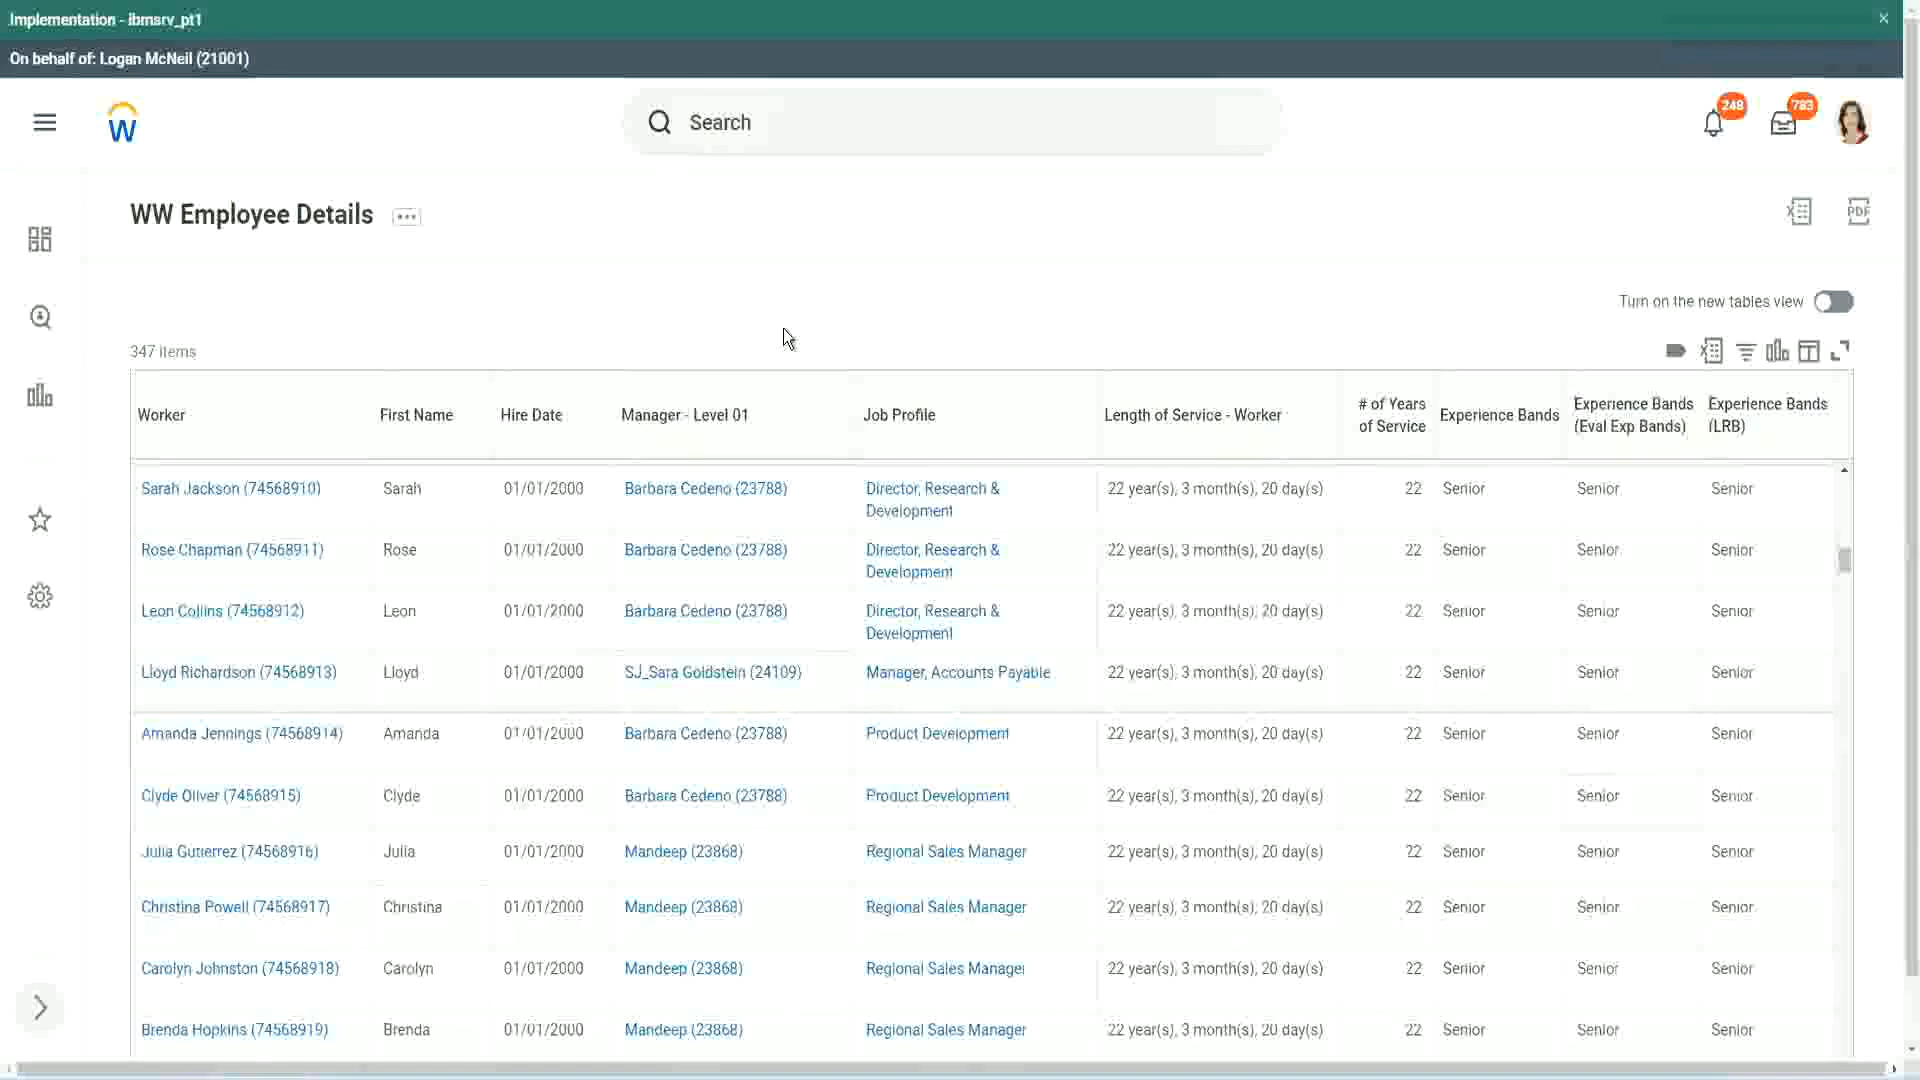 Implementation - ibmsrv_pt1
On behalf of: Logan McNeil (21001)
W
Search
248
783
WW Employee Details
X
PDF
Turn on the new tables view
347 items
X
Worker First Name Hire Date Manager - Level 01 Job Profile Length of Service - Worker # of Years of Service Experience Bands Experience Bands (Eval Exp Bands) Experience Bands (LRB)
Sarah Jackson (74568910) Sarah 01/01/2000 Barbara Cedeno (23788) Director, Research & Development 22 year(s), 3 month(s), 20 day(s) 22 Senior Senior Senior
Rose Chapman (74568911) Rose 01/01/2000 Barbara Cedeno (23788) Director, Research & Development 22 year(s), 3 month(s), 20 day(s) 22 Senior Senior Senior
Leon Collins (74568912) Leon 01/01/2000 Barbara Cedeno (23788) Director, Research & Development 22 year(s), 3 month(s), 20 day(s) 22 Senior Senior Senior
Lloyd Richardson (74568913) Lloyd 01/01/2000 SJ_Sara Goldstein (24109) Manager, Accounts Payable 22 year(s), 3 month(s), 20 day(s) 22 Senior Senior Senior
Amanda Jennings (74568914) Amanda 01/01/2000 Barbara Cedeno (23788) Product Development 22 year(s), 3 month(s), 20 day(s) 22 Senior Senior Senior
Clyde Oliver (74568915) Clyde 01/01/2000 Barbara Cedeno (23788) Product Development 22 year(s), 3 month(s), 20 day(s) 22 Senior Senior Senior
Julia Gutierrez (74568916) Julia 01/01/2000 Mandeep (23868) Regional Sales Manager 22 year(s), 3 month(s), 20 day(s) 22 Senior Senior Senior
Christina Powell (74568917) Christina 01/01/2000 Mandeep (23868) Regional Sales Manager 22 year(s), 3 month(s), 20 day(s) 22 Senior Senior Senior
Carolyn Johnston (74568918) Carolyn 01/01/2000 Mandeep (23868) Regional Sales Manager 22 year(s), 3 month(s), 20 day(s) 22 Senior Senior Senior
Brenda Hopkins (74568919) Brenda 01/01/2000 Mandeep (23868) Regional Sales Manager 22 year(s), 3 month(s), 20 day(s) 22 Senior Senior Senior